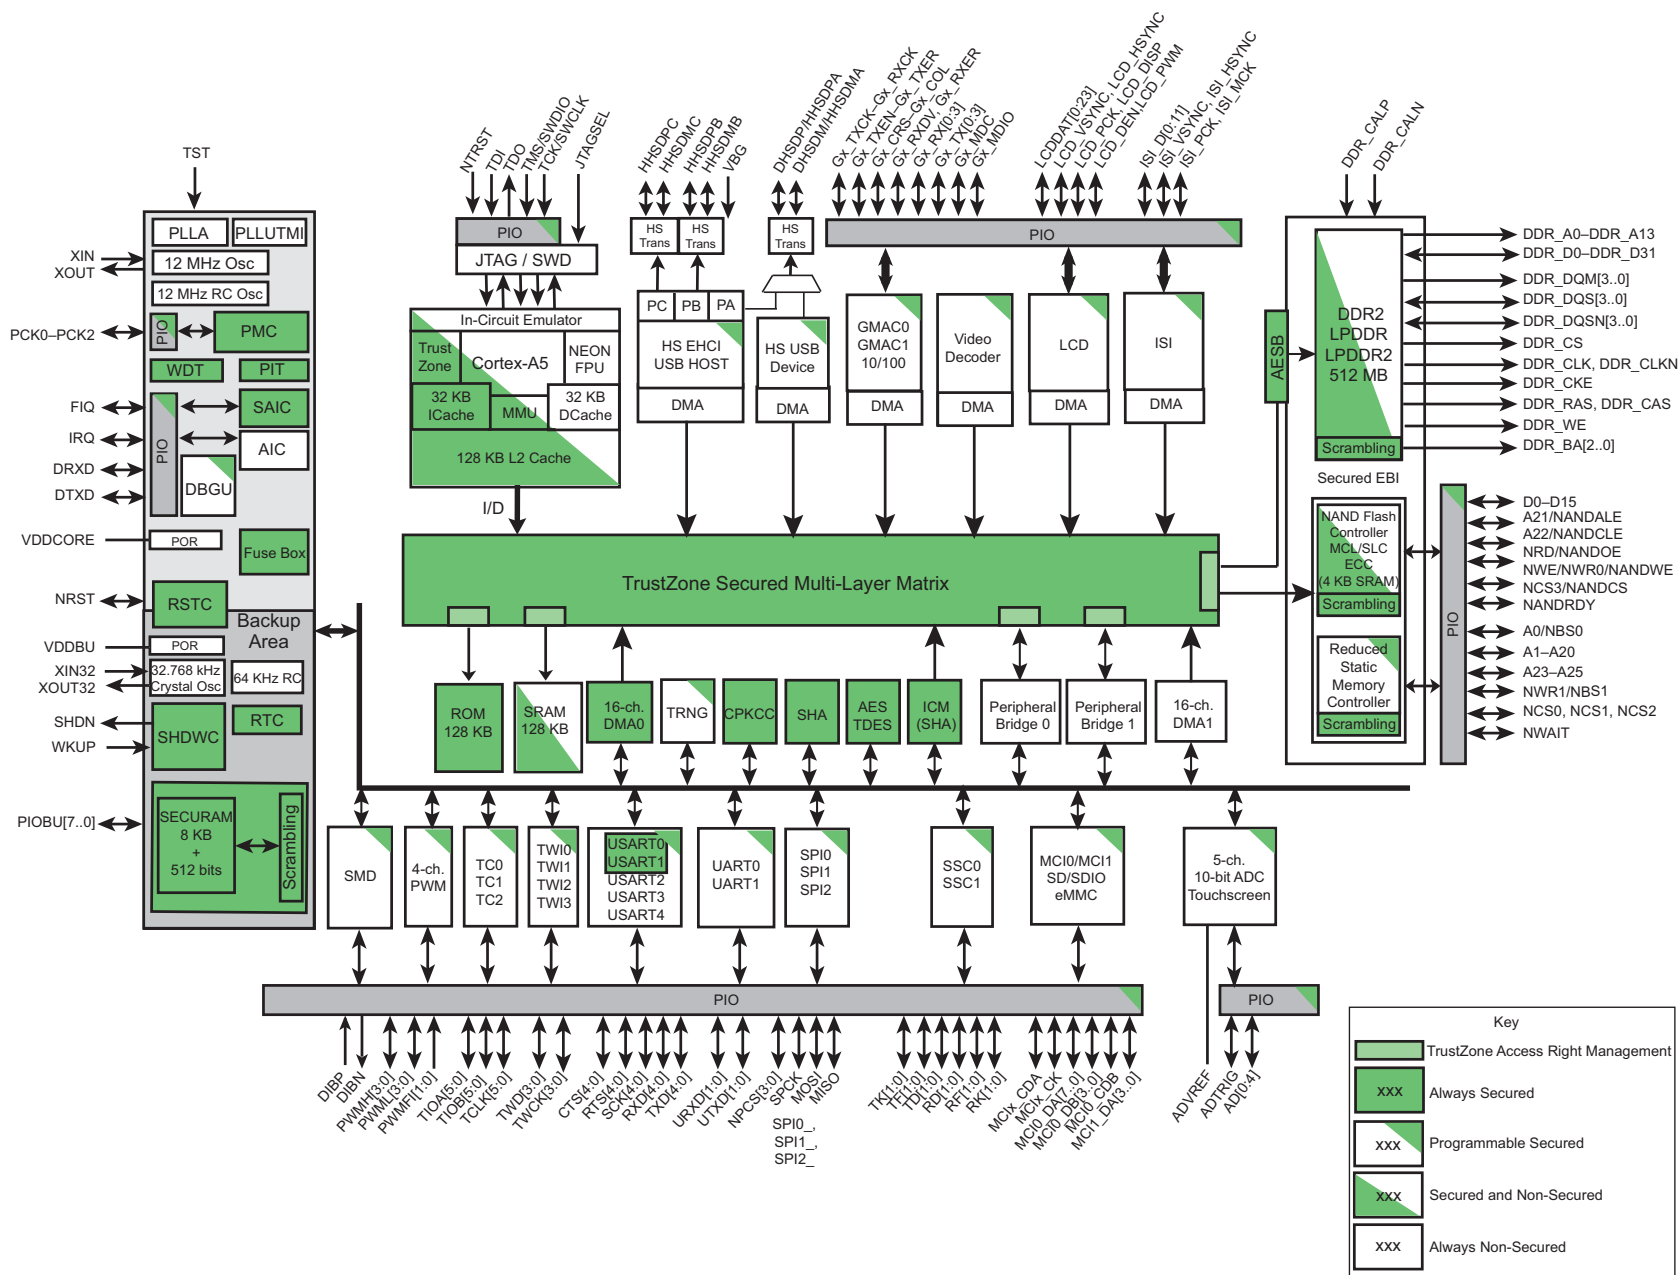 TST
XIN
XOUT
PCK0–PCK2
FIQ
IRQ
DRXD
DTXD
VDDCORE
NRST
VDDBU
XIN32
XOUT32
SHDN
WKUP
PIOBU[7..0]
PLLA
PLLUTMI
12 MHz Osc
12 MHz RC Osc
PIO
PMC
WDT
PIT
PIO
SAIC
AIC
DBGU
POR
Fuse Box
RSTC
Backup
Area
POR
32.768 kHz
Crystal Osc
64 KHz RC
SHDWC
RTC
SECURAM
8 KB
+
512 bits
Scrambling
NTRST
TDI
TDO
TMS/SWDIO
TCK/SWCLK
JTAGSEL
PIO
JTAG / SWD
In-Circuit Emulator
Trust
Zone
Cortex-A5
NEON
FPU
32 KB
ICache
MMU
32 KB
DCache
128 KB L2 Cache
I/D
HHSDPC
HHSDMC
HHSDPB
HHSDMB
VBG
HS
Trans
HS
Trans
PC
PB
PA
HS EHCI
USB HOST
DMA
DHSDP/HHSDPA
DHSDM/HHSDMA
HS
Trans
HS USB
Device
DMA
Gx_TXCK–Gx_RXCK
Gx_TXEN–Gx_TXER
Gx_CRS–Gx_COL
Gx_RXDV, Gx_RXER
Gx_RX[0:3]
Gx_TX[0:3]
Gx_MDC
Gx_MDIO
LCDDAT[0:23]
LCD_VSYNC, LCD_HSYNC
LCD_PCK, LCD_DISP
LCD_DEN,LCD_PWM
ISI_D[0:11]
ISI_VSYNC, ISI_HSYNC
ISI_PCK, ISI_MCK
PIO
GMAC0
GMAC1
10/100
DMA
Video
Decoder
DMA
LCD
DMA
ISI
DMA
DDR_CALP
DDR_CALN
AESB
DDR2
LPDDR
LPDDR2
512 MB
Scrambling
Secured EBI
NAND Flash
Controller
MCL/SLC
ECC
(4 KB SRAM)
Scrambling
Reduced
Static
Memory
Controller
Scrambling
PIO
DDR_A0–DDR_A13
DDR_D0–DDR_D31
DDR_DQM[3..0]
DDR_DQS[3..0]
DDR_DQSN[3..0]
DDR_CS
DDR_CLK, DDR_CLKN
DDR_CKE
DDR_RAS, DDR_CAS
DDR_WE
DDR_BA[2..0]
D0–D15
A21/NANDALE
A22/NANDCLE
NRD/NANDOE
NWE/NWR0/NANDWE
NCS3/NANDCS
NANDRDY
A0/NBS0
A1–A20
A23–A25
NWR1/NBS1
NCS0, NCS1, NCS2
NWAIT
TrustZone Secured Multi-Layer Matrix
ROM
128 KB
SRAM
128 KB
16-ch.
DMA0
TRNG
CPKCC
SHA
AES
TDES
ICM
(SHA)
Peripheral
Bridge 0
Peripheral
Bridge 1
16-ch.
DMA1
SMD
4-ch.
PWM
TC0
TC1
TC2
TWI0
TWI1
TWI2
TWI3
USART0
USART1
USART2
USART3
USART4
UART0
UART1
SPI0
SPI1
SPI2
SSC0
SSC1
MCI0/MCI1
SD/SDIO
eMMC
5-ch.
10-bit ADC
Touchscreen
PIO
PIO
DIBP
DIBN
PWMH[3:0]
PWML[3:0]
PWMFI[1:0]
TIOA[5:0]
TIOB[5:0]
TCLK[5:0]
TWD[3:0]
TWCK[3:0]
CTS[4:0]
RTS[4:0]
SCK[4:0]
RXD[4:0]
TXD[4:0]
URXD[1:0]
UTXD[1:0]
NPCS[3:0]
SPCK
MOSI
MISO
SPI0_,
SPI1_,
SPI2_
TK[1:0]
TF[1:0]
TD[1:0]
RD[1:0]
RF[1:0]
RK[1:0]
MCIx_CDA
MCIx_CK
MCI0_DA[7..0]
MCI0_DB[3..0]
MCI0_CDB
MCI1_DA[3..0]
ADVREF
ADTRIG
AD[0:4]
Key
TrustZone Access Right Management
xxx
Always Secured
xxx
Programmable Secured
xxx
Secured and Non-Secured
xxx
Always Non-Secured